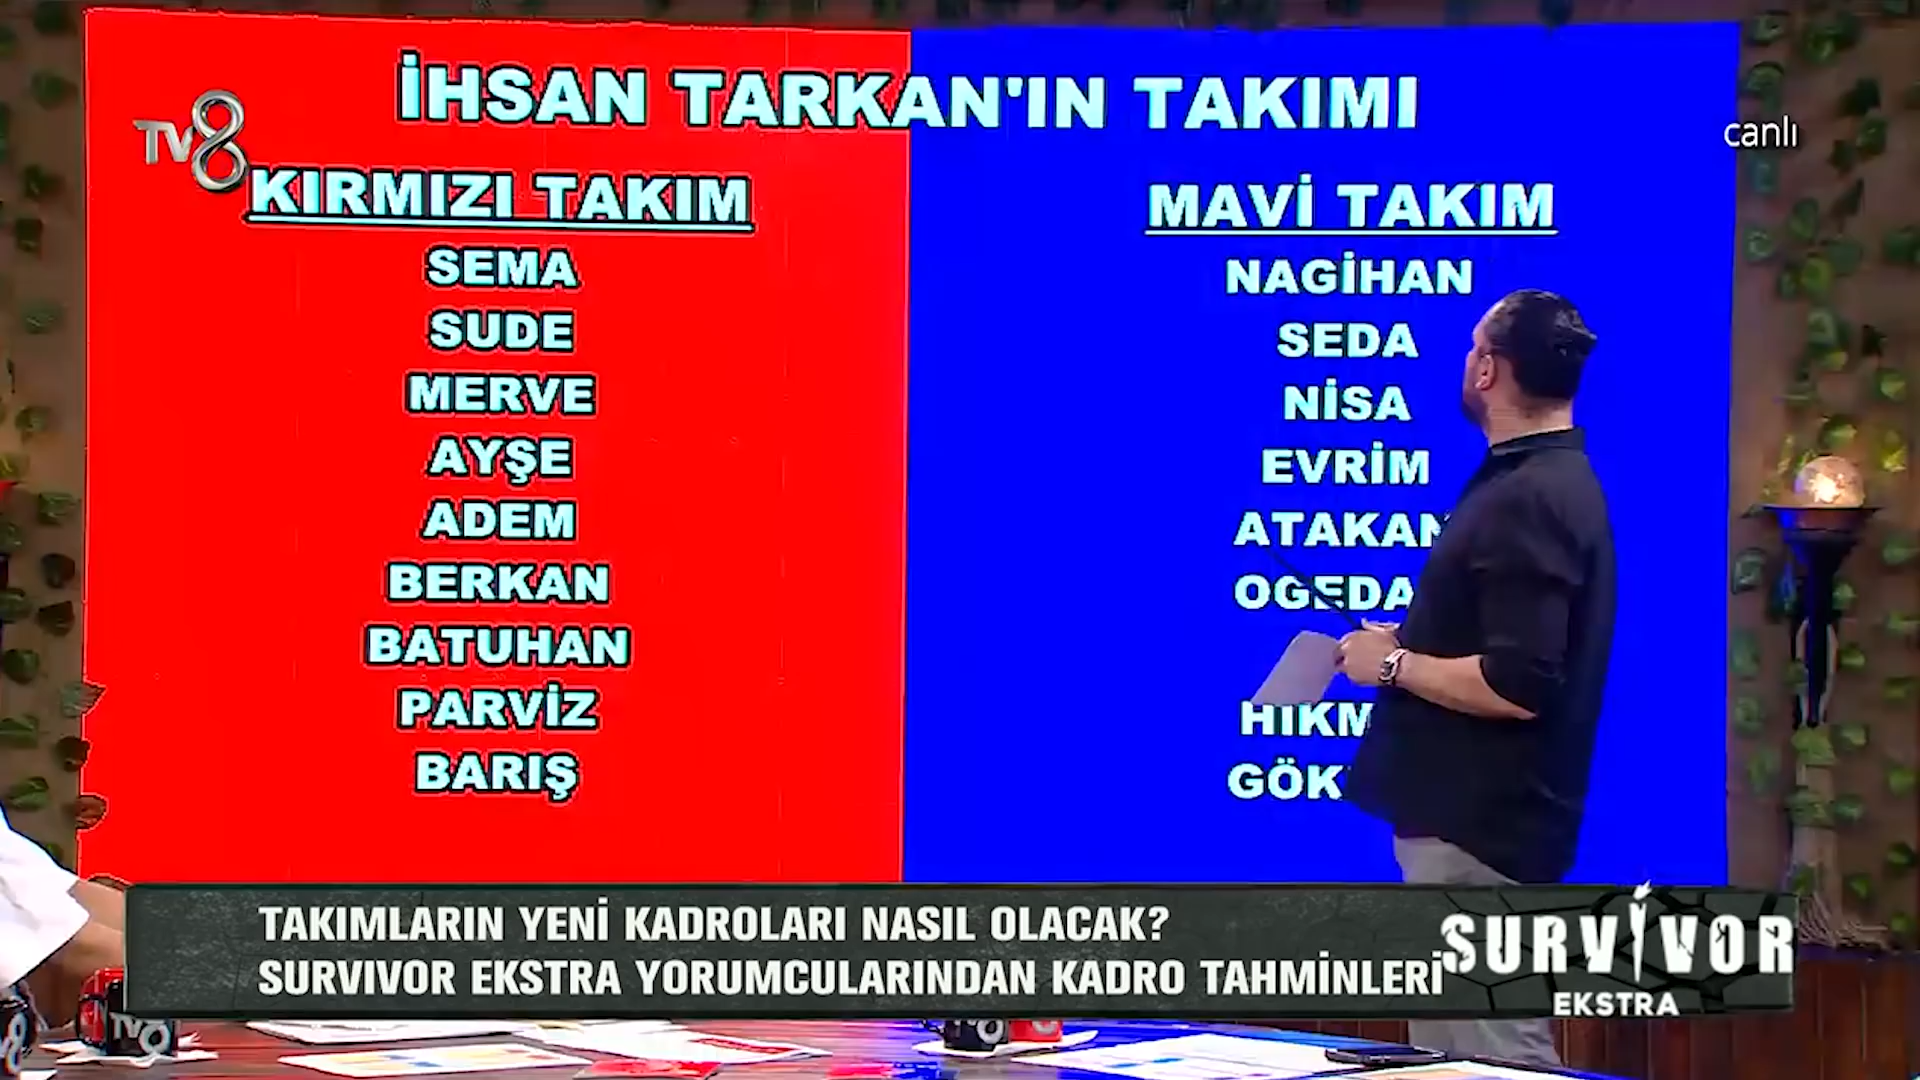 İHSAN TARKAN'IN TAKIMI
TV8
canlı
KIRMIZI TAKIM
SEMA
SUDE
MERVE
AYŞE
ADEM
BERKAN
BATUHAN
PARVİZ
BARIŞ
MAVİ TAKIM
NAGİHAN
SEDA
NİSA
EVRİM
ATAKAN
TAKIMLARIN YENİ KADROLARI NASIL OLACAK?
SURVIVOR EKSTRA YORUMCULARINDAN KADRO TAHMİNLERİ
SURVIVOR
EKSTRA
TV8